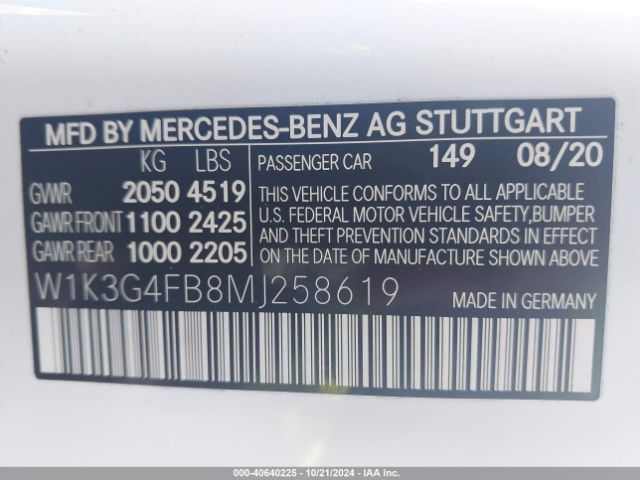 MFD BY MERCEDES-BENZ AG STUTTGART
KG LBS
GVWR 2050 4519
GAWR FRONT 1100 2425
GAWR REAR 1000 2205
PASSENGER CAR 149 08/20
THIS VEHICLE CONFORMS TO ALL APPLICABLE
U.S. FEDERAL MOTOR VEHICLE SAFETY,BUMPER
AND THEFT PREVENTION STANDARDS IN EFFECT
ON THE DATE OF MANUFACTURE SHOWN ABOVE
W1K3G4FB8MJ258619
MADE IN GERMANY
000-40640225 - 10/21/2024 - COPYRIGHT IAA